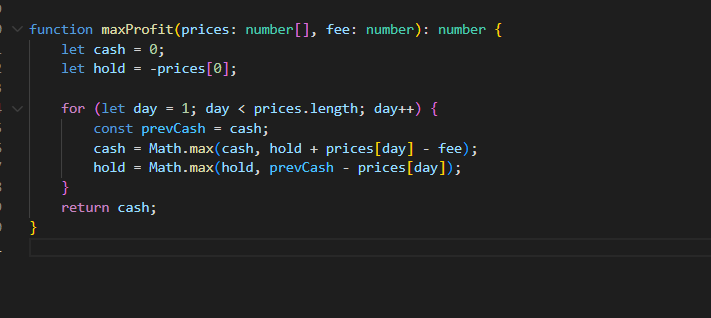 function maxProfit(prices: number[], fee: number): number {
    let cash = 0;
    let hold = -prices[0];

    for (let day = 1; day < prices.length; day++) {
        const prevCash = cash;
        cash = Math.max(cash, hold + prices[day] - fee);
        hold = Math.max(hold, prevCash - prices[day]);
    }
    return cash;
}